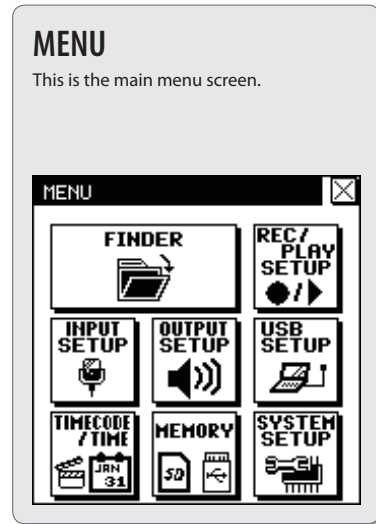 MENU
This is the main menu screen.
MENU
FINDER
REC/
PLAY
SETUP
INPUT
SETUP
OUTPUT
SETUP
USB
SETUP
TIMECODE
/TIME
JAN
31
MEMORY
SD
SYSTEM
SETUP